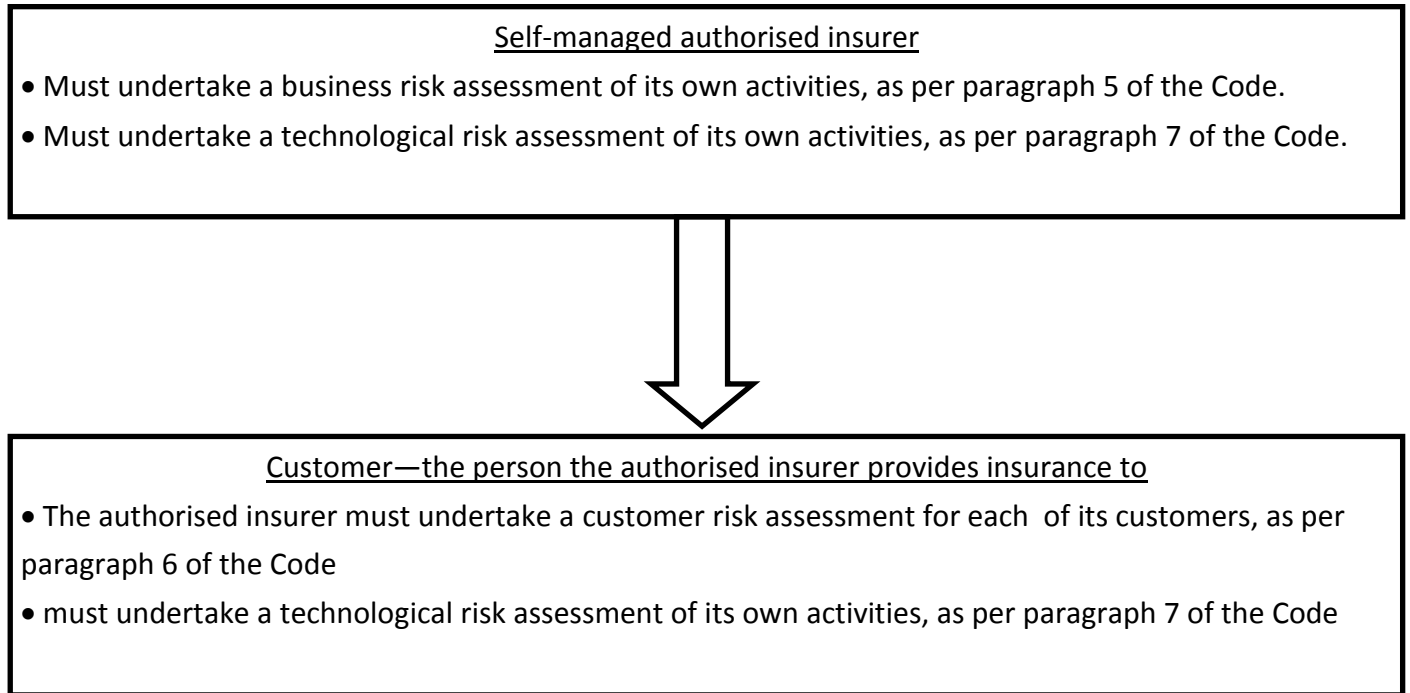 Self-managed authorised insurer
• Must undertake a business risk assessment of its own activities, as per paragraph 5 of the Code.
• Must undertake a technological risk assessment of its own activities, as per paragraph 7 of the Code.
Customer—the person the authorised insurer provides insurance to
• The authorised insurer must undertake a customer risk assessment for each  of its customers, as per
paragraph 6 of the Code
• must undertake a technological risk assessment of its own activities, as per paragraph 7 of the Code